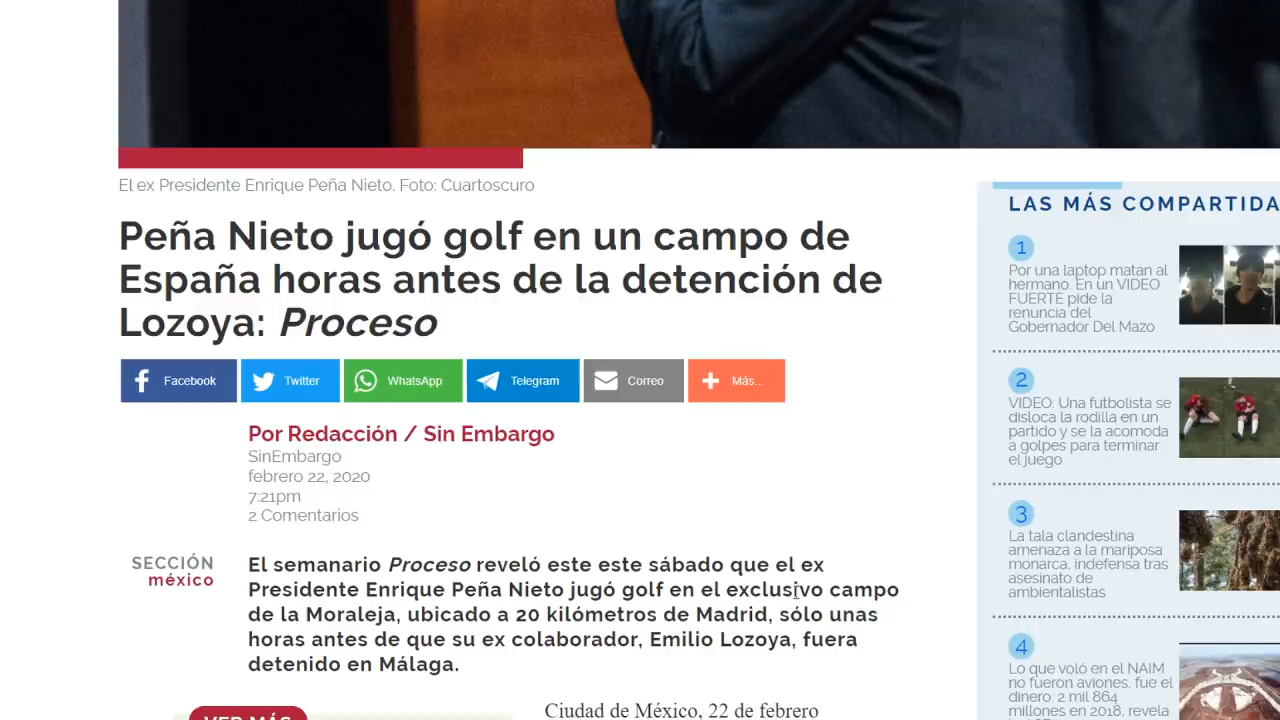 El ex Presidente Enrique Peña Nieto. Foto: Cuartoscuro
Peña Nieto jugó golf en un campo de
España horas antes de la detención de
Lozoya: Proceso
Facebook
Twitter
WhatsApp
Telegram
Correo
Más...
Por Redacción / Sin Embargo
SinEmbargo
febrero 22, 2020
7:21pm
2 Comentarios
SECCIÓN
méxico
El semanario Proceso reveló este este sábado que el ex
Presidente Enrique Peña Nieto jugó golf en el exclusivo campo
de la Moraleja, ubicado a 20 kilómetros de Madrid, sólo unas
horas antes de que su ex colaborador, Emilio Lozoya, fuera
detenido en Málaga.
VER MÁS
Ciudad de México, 22 de febrero
LAS MÁS COMPARTIDA
1
Por una laptop matan al
hermano. En un VIDEO
FUERTE pide la
renuncia del
Gobernador Del Mazo
2
VIDEO: Una futbolista se
disloca la rodilla en un
partido y se la acomoda
a golpes para terminar
el juego
3
La tala clandestina
amenaza a la mariposa
monarca, indefensa tras
asesinato de
ambientalistas
4
Lo que voló en el NAIM
no fueron aviones, fue el
dinero: 2 mil 864
millones en 2018, revela